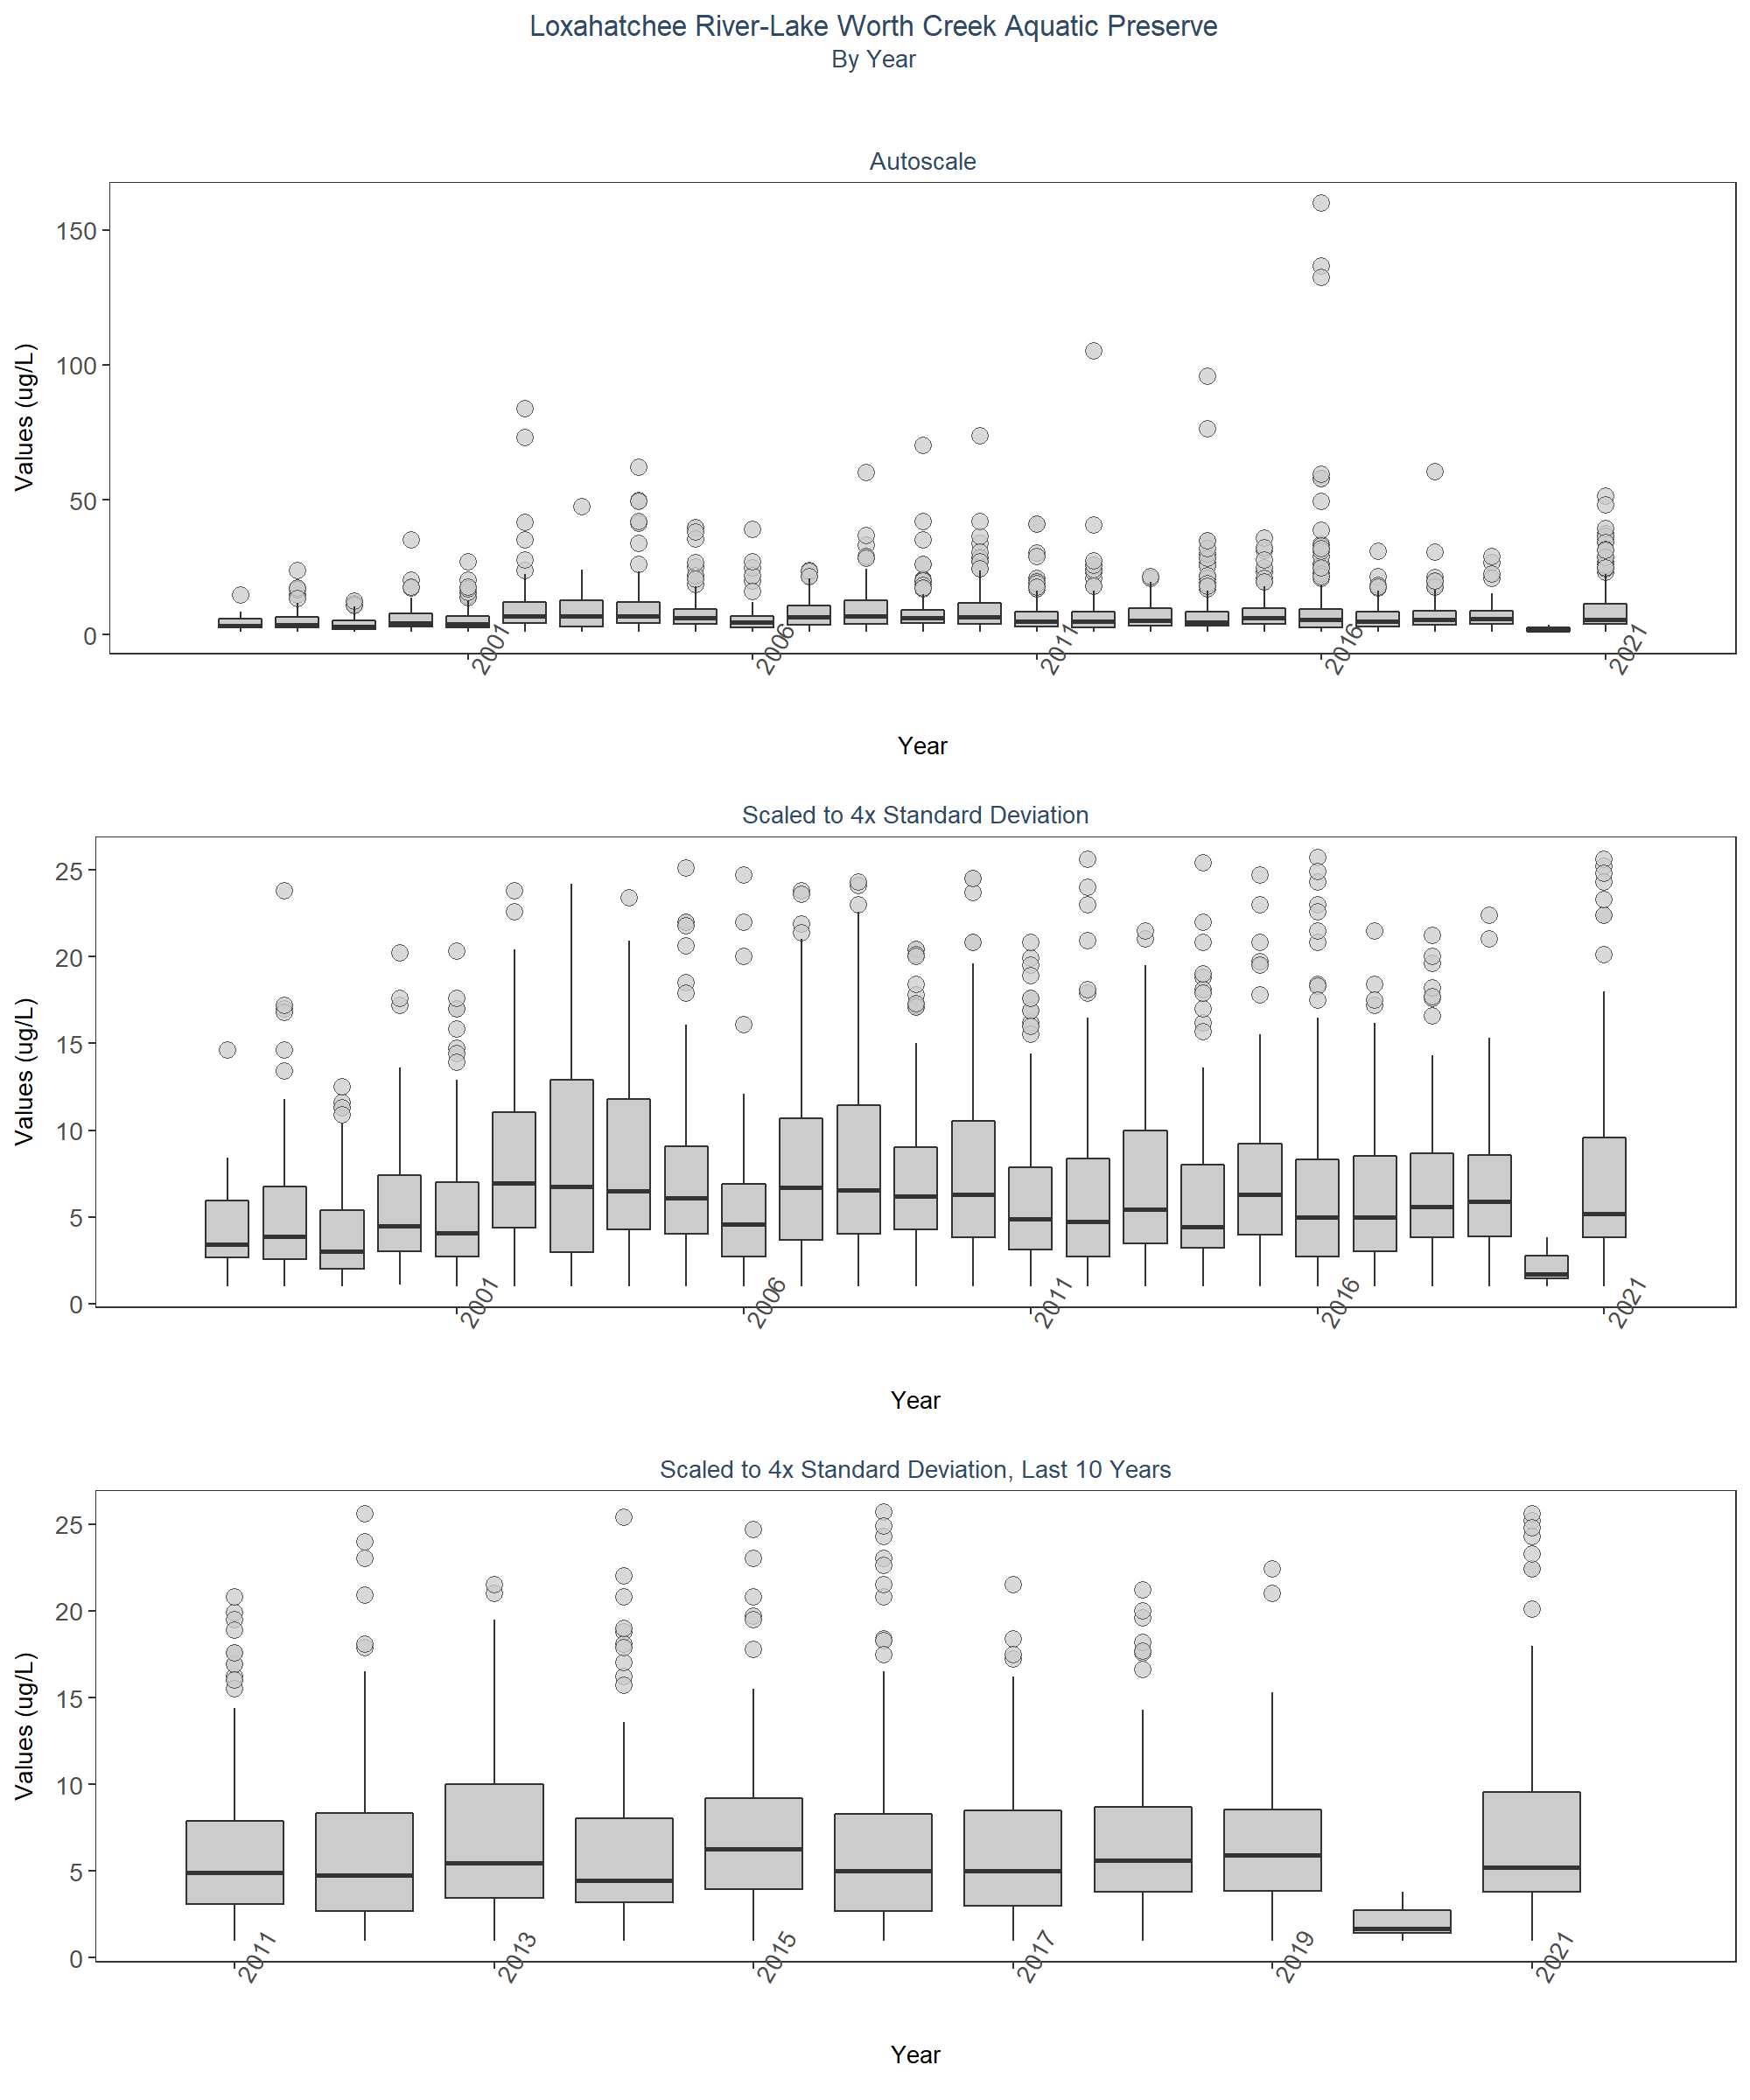 Loxahatchee River-Lake Worth Creek Aquatic Preserve
By Year
Autoscale
Values (ug/L)
150
100
50
0
2001
2006
2011
2016
2021
Year
Scaled to 4x Standard Deviation
Values (ug/L)
25
20
15
10
5
0
2001
2006
2011
2016
2021
Year
Scaled to 4x Standard Deviation, Last 10 Years
Values (ug/L)
25
20
15
10
5
0
2011
2013
2015
2017
2019
2021
Year